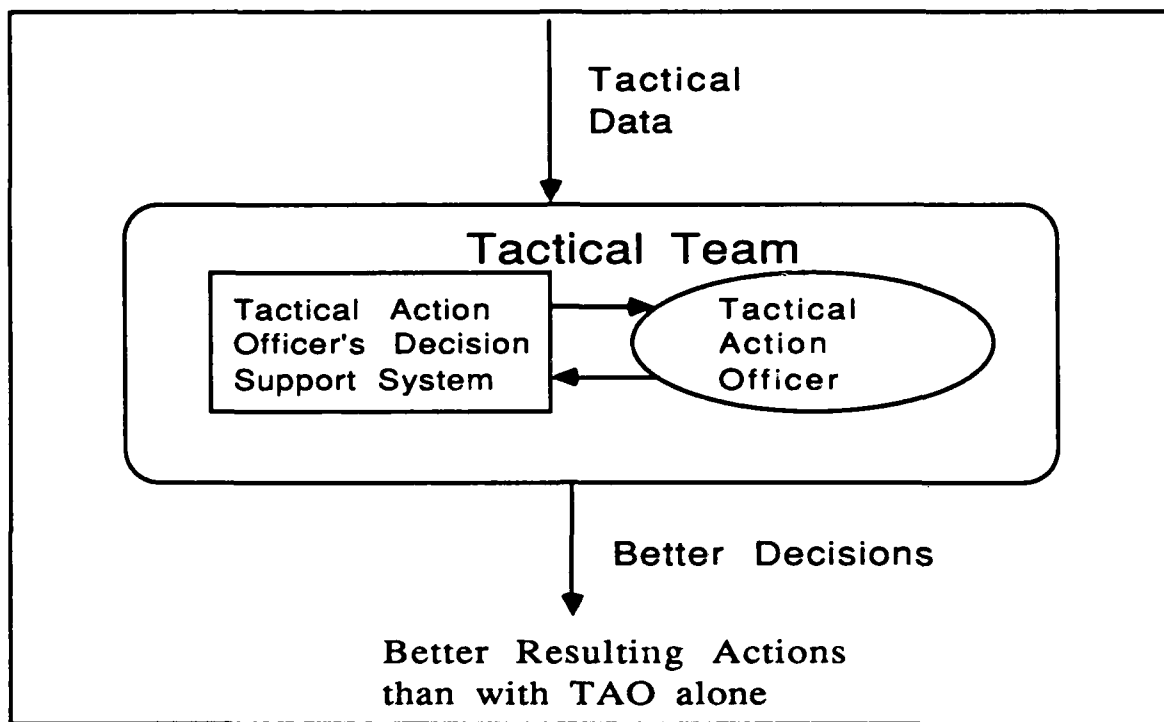 Tactical
Data
Tactical Team
Tactical Action
Officer's Decision
Support System
Tactical
Action
Officer
Better Decisions
Better Resulting Actions
than with TAO alone